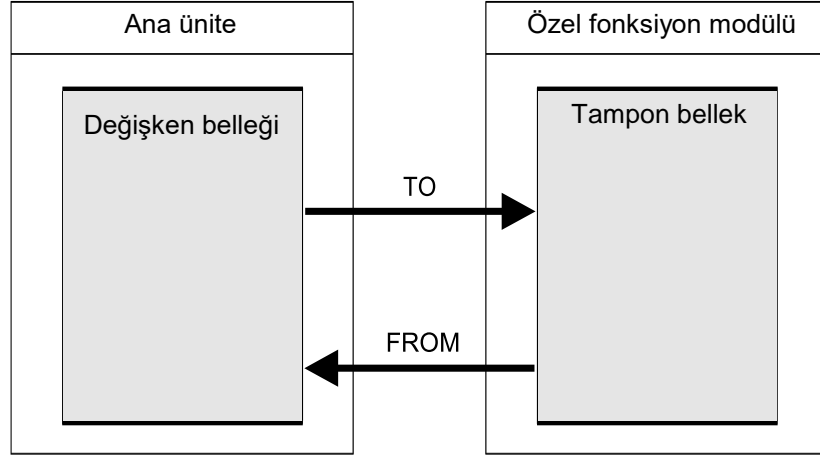 Ana ünite
Özel fonksiyon modülü
Değişken belleği
Tampon bellek
TO
FROM